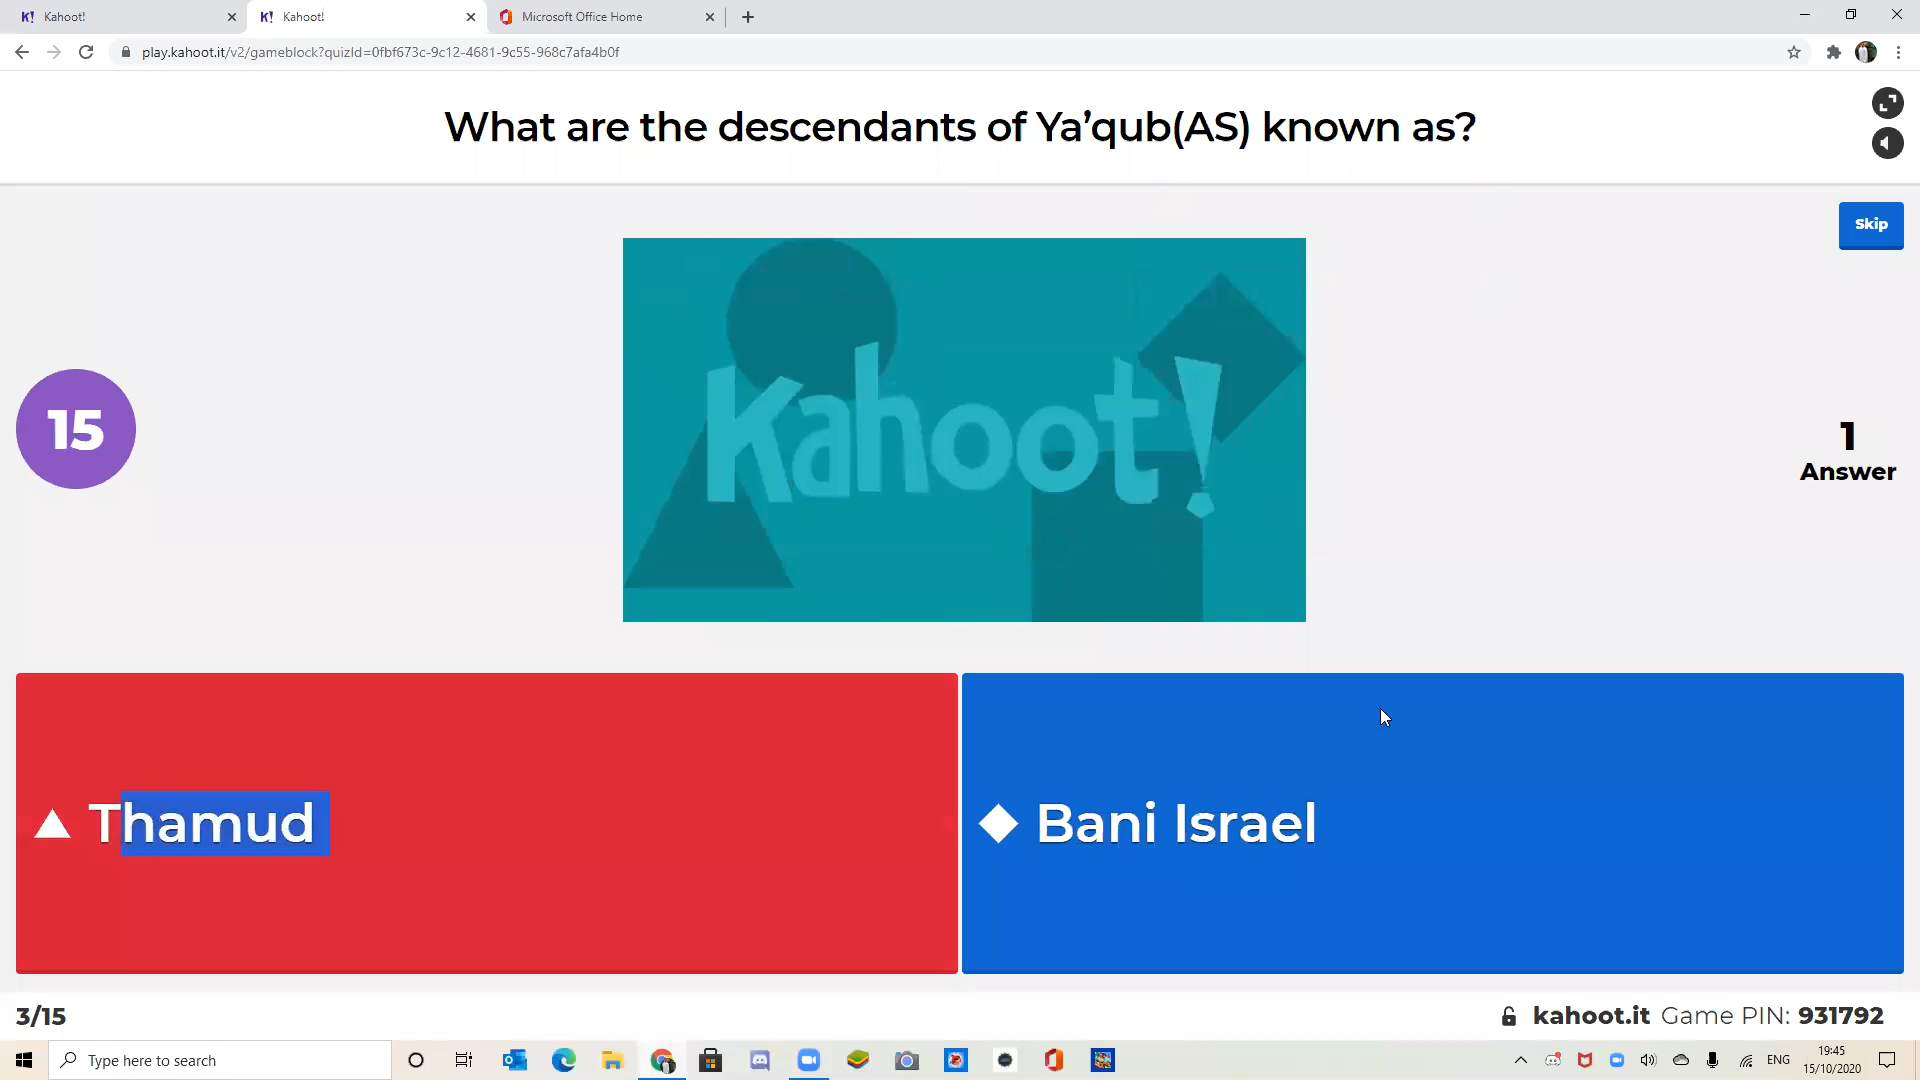 Kahoot!
Kahoot!
Microsoft Office Home
play.kahoot.it/v2/gameblock?quizId=0fbf673c-9c12-4681-9c55-968c7afa4b0f
What are the descendants of Ya’qub(AS) known as?
Skip
Kahoot!
15
1
Answer
Thamud
Bani Israel
3/15
kahoot.it Game PIN: 931792
Type here to search
ENG
19:45
15/10/2020